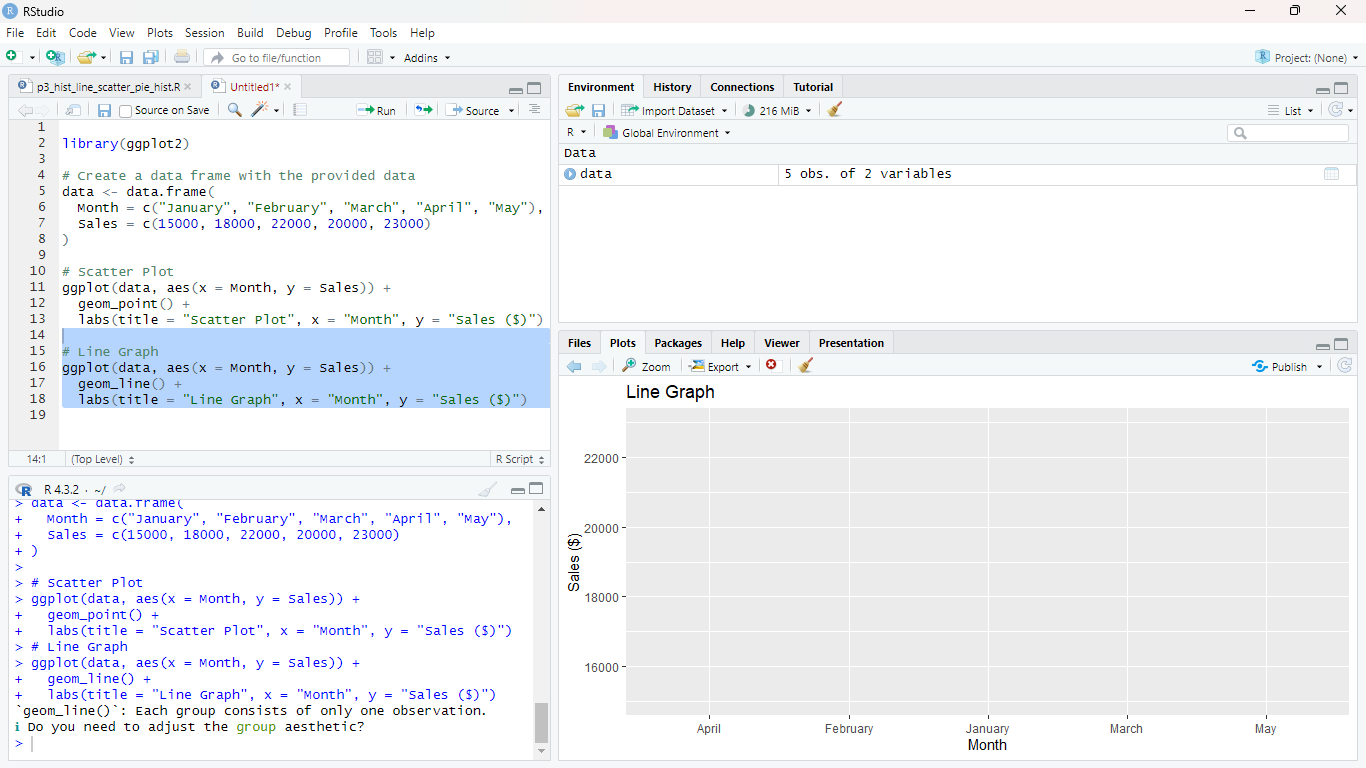 RStudio
File Edit Code View Plots Session Build Debug Profile Tools Help
Go to file/function Addins Project: (None)
p3_hist_line_scatter_pie_hist.R Untitled1*
Source on Save Run Source
1
2 library(ggplot2)
3
4 # Create a data frame with the provided data
5 data <- data.frame(
6 Month = c("January", "February", "March", "April", "May"),
7 Sales = c(15000, 18000, 22000, 20000, 23000)
8 )
9
10 # Scatter Plot
11 ggplot(data, aes(x = Month, y = Sales)) +
12 geom_point() +
13 labs(title = "Scatter Plot", x = "Month", y = "Sales ($)")
14
15 # Line Graph
16 ggplot(data, aes(x = Month, y = Sales)) +
17 geom_line() +
18 labs(title = "Line Graph", x = "Month", y = "Sales ($)")
19
14:1 (Top Level) R Script
R 4.3.2 · ~/
> data <- data.frame(
+ Month = c("January", "February", "March", "April", "May"),
+ Sales = c(15000, 18000, 22000, 20000, 23000)
+ )
>
> # Scatter Plot
> ggplot(data, aes(x = Month, y = Sales)) +
+ geom_point() +
+ labs(title = "Scatter Plot", x = "Month", y = "Sales ($)")
> # Line Graph
> ggplot(data, aes(x = Month, y = Sales)) +
+ geom_line() +
+ labs(title = "Line Graph", x = "Month", y = "Sales ($)")
`geom_line()`: Each group consists of only one observation.
ℹ Do you need to adjust the group aesthetic?
>
Environment History Connections Tutorial
Import Dataset 216 MiB List
R Global Environment
Data
data 5 obs. of 2 variables
Files Plots Packages Help Viewer Presentation
Zoom Export Publish
Line Graph
22000
20000
18000
16000
Sales ($)
April February January March May
Month